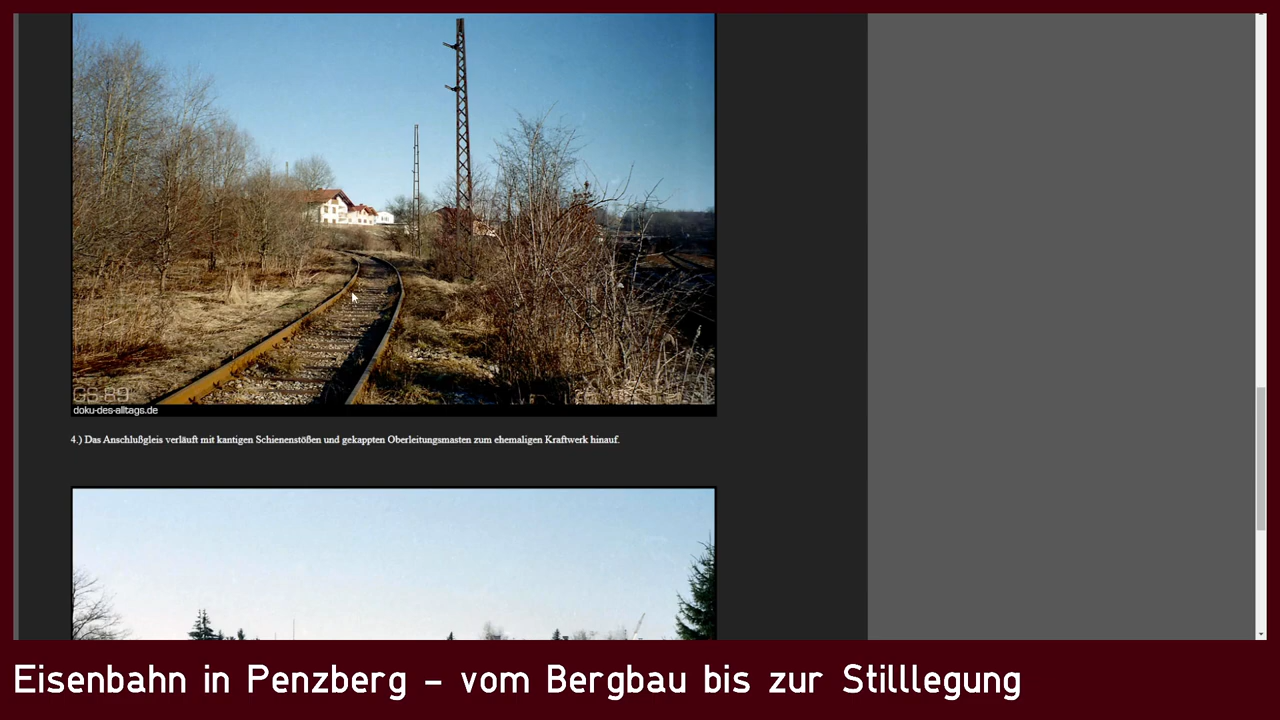 GS-89
doku-des-alltags.de
4.) Das Anschlußgleis verläuft mit kantigen Schienenstößen und gekappten Oberleitungsmasten zum ehemaligen Kraftwerk hinauf.
Eisenbahn in Penzberg – vom Bergbau bis zur Stilllegung